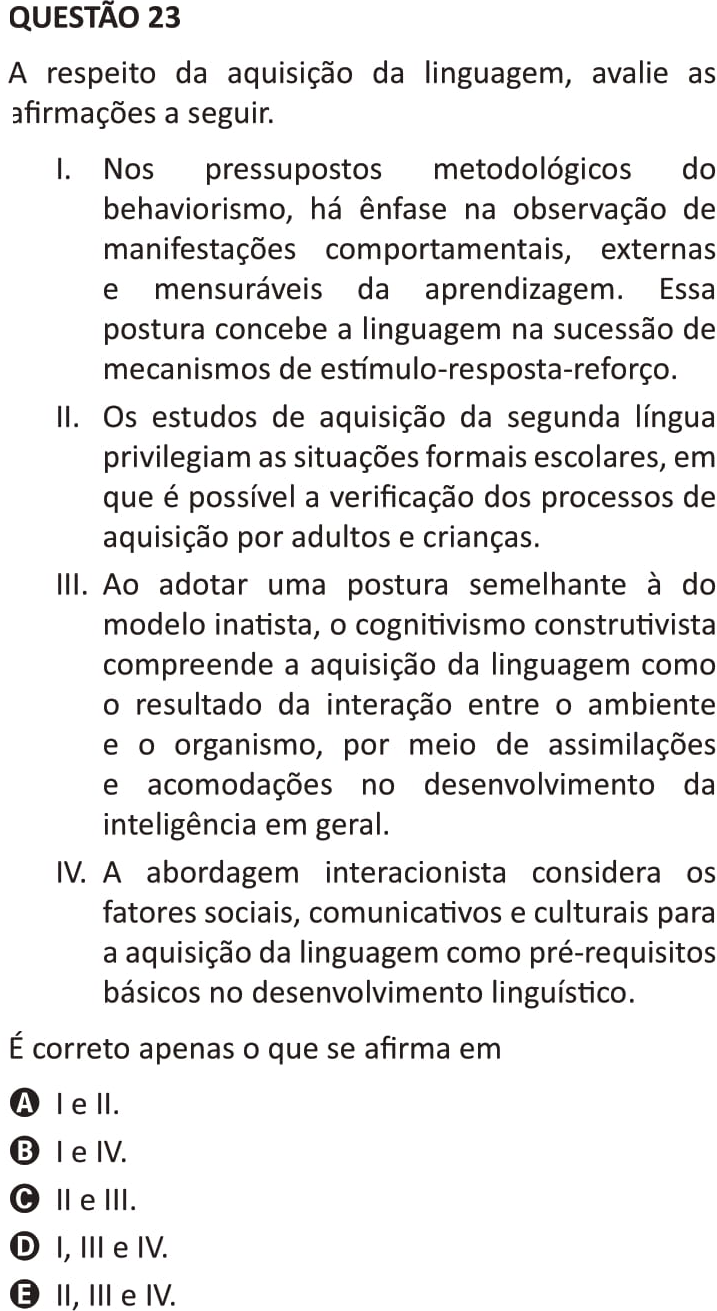 QUESTÃO 23
A respeito da aquisição da linguagem, avalie as
afirmações a seguir.
I. Nos pressupostos metodológicos do
behaviorismo, há ênfase na observação de
manifestações comportamentais, externas
e mensuráveis da aprendizagem. Essa
postura concebe a linguagem na sucessão de
mecanismos de estímulo-resposta-reforço.
II. Os estudos de aquisição da segunda língua
privilegiam as situações formais escolares, em
que é possível a verificação dos processos de
aquisição por adultos e crianças.
III. Ao adotar uma postura semelhante à do
modelo inatista, o cognitivismo construtivista
compreende a aquisição da linguagem como
o resultado da interação entre o ambiente
e o organismo, por meio de assimilações
e acomodações no desenvolvimento da
inteligência em geral.
IV. A abordagem interacionista considera os
fatores sociais, comunicativos e culturais para
a aquisição da linguagem como pré-requisitos
básicos no desenvolvimento linguístico.
É correto apenas o que se afirma em
A I e II.
B I e IV.
C II e III.
D I, III e IV.
E II, III e IV.